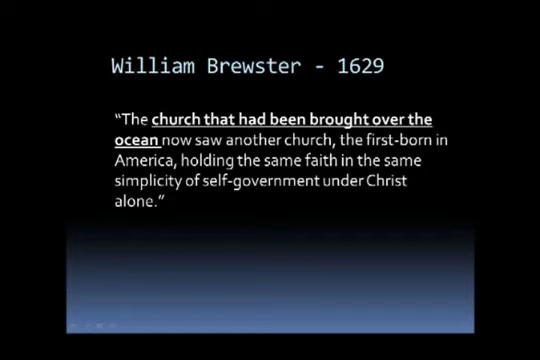 William Brewster - 1629
“The church that had been brought over the
ocean now saw another church, the first-born in
America, holding the same faith in the same
simplicity of self-government under Christ
alone.”